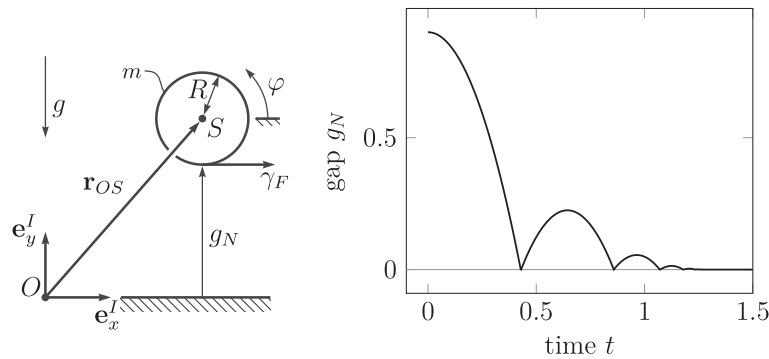 g
m
R
φ
S
r_OS
γ_F
e_y^I
g_N
O
e_x^I
gap g_N
0.5
0
0 0.5 1 1.5
time t